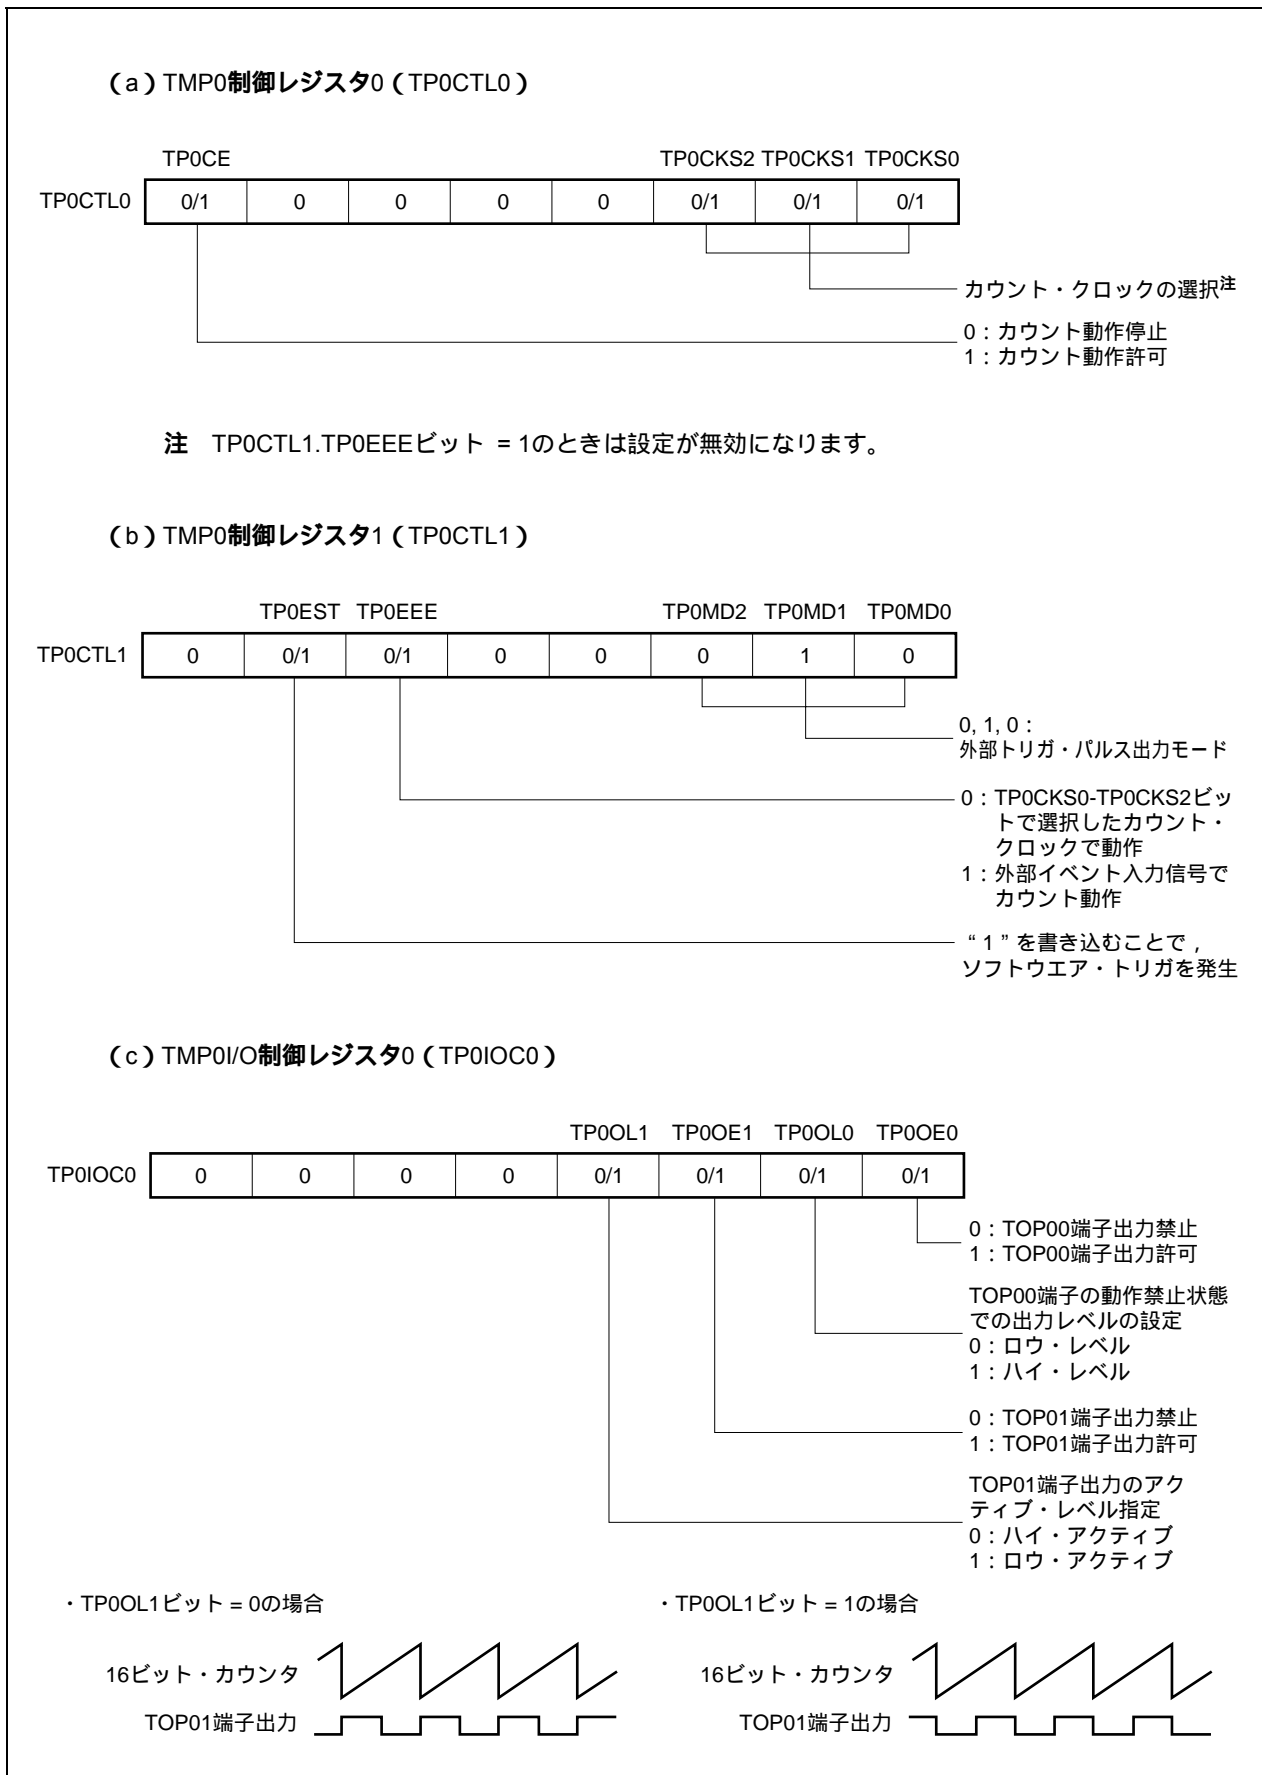 （a）TMP0制御レジスタ0（TP0CTL0）
TP0CE TP0CKS2 TP0CKS1 TP0CKS0
TP0CTL0 0/1 0 0 0 0 0/1 0/1 0/1
カウント・クロックの選択注
0：カウント動作停止
1：カウント動作許可
注 TP0CTL1.TP0EEEビット = 1のときは設定が無効になります。
（b）TMP0制御レジスタ1（TP0CTL1）
TP0EST TP0EEE TP0MD2 TP0MD1 TP0MD0
TP0CTL1 0 0/1 0/1 0 0 0 1 0
0, 1, 0：
外部トリガ・パルス出力モード
0：TP0CKS0-TP0CKS2ビッ
トで選択したカウント・
クロックで動作
1：外部イベント入力信号で
カウント動作
“1”を書き込むことで，
ソフトウエア・トリガを発生
（c）TMP0I/O制御レジスタ0（TP0IOC0）
TP0OL1 TP0OE1 TP0OL0 TP0OE0
TP0IOC0 0 0 0 0 0/1 0/1 0/1 0/1
0：TOP00端子出力禁止
1：TOP00端子出力許可
TOP00端子の動作禁止状態
での出力レベルの設定
0：ロウ・レベル
1：ハイ・レベル
0：TOP01端子出力禁止
1：TOP01端子出力許可
TOP01端子出力のアク
ティブ・レベル指定
0：ハイ・アクティブ
1：ロウ・アクティブ
・TP0OL1ビット = 0の場合 ・TP0OL1ビット = 1の場合
16ビット・カウンタ 16ビット・カウンタ
TOP01端子出力 TOP01端子出力